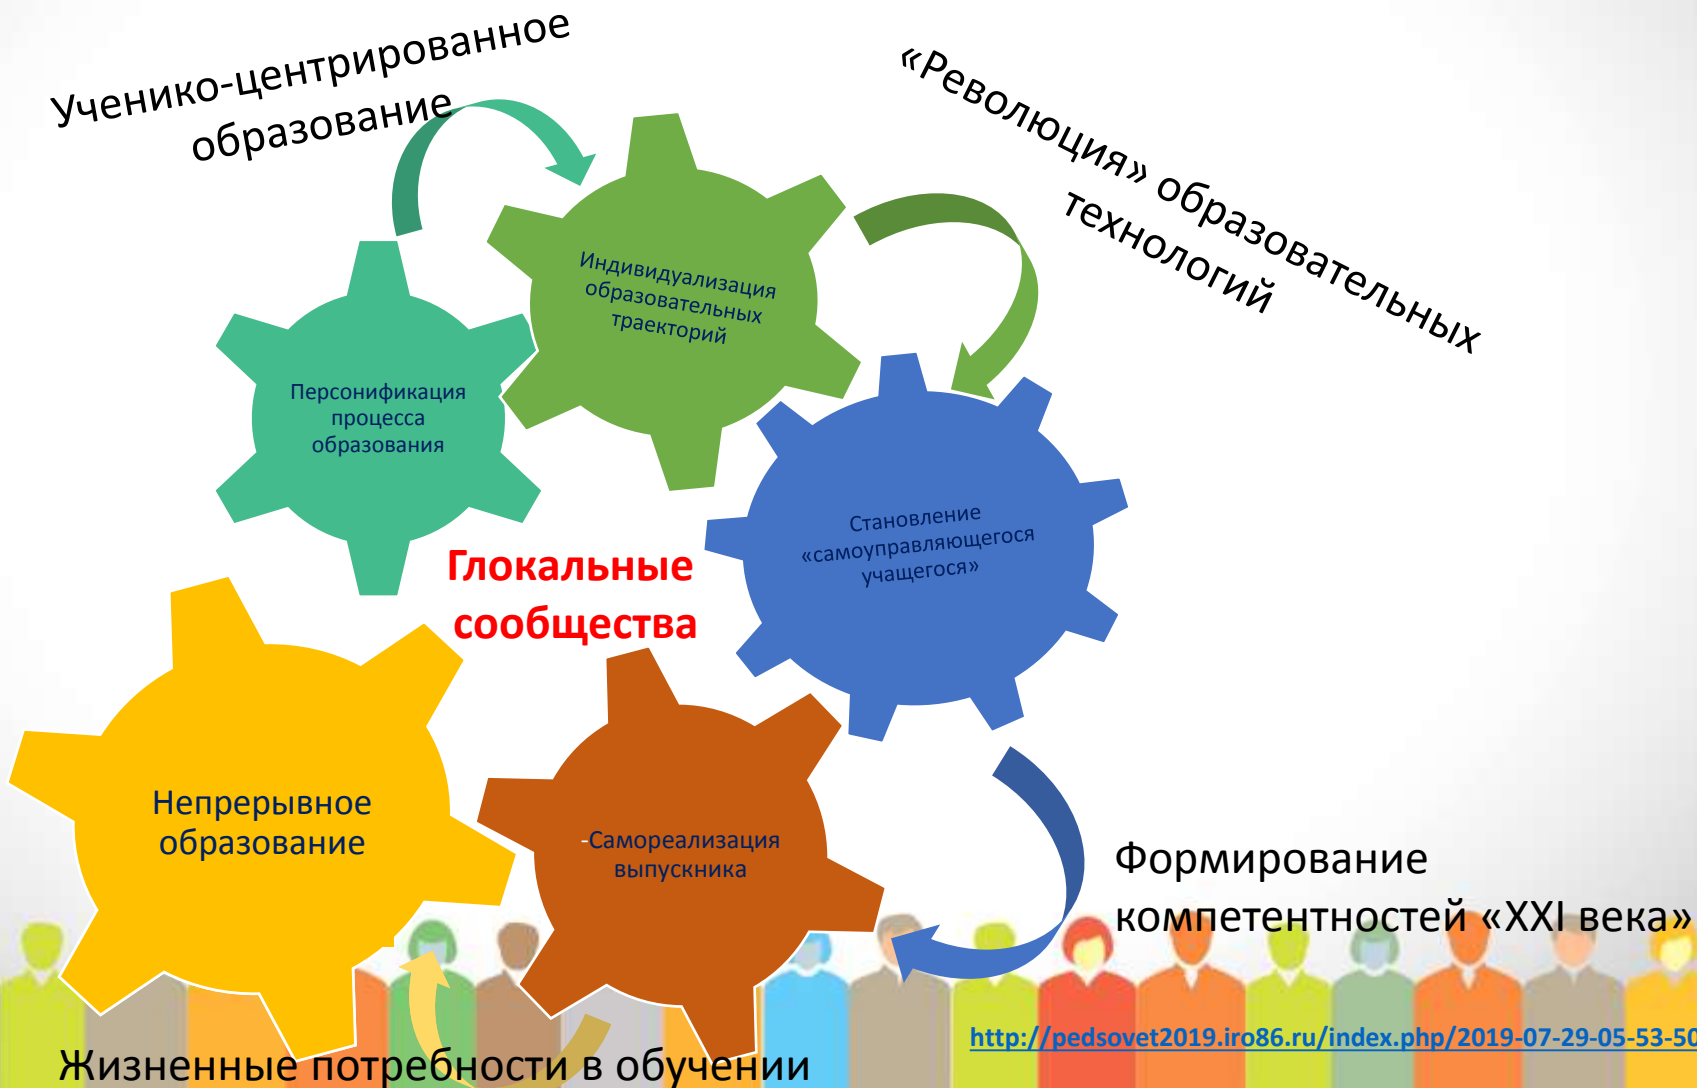 Ученико-центрированное
образование
«Революция» образовательных
технологий
Индивидуализация
образовательных
траекторий
Персонификация
процесса
образования
Становление
«самоуправляющегося
учащегося»
Глокальные
сообщества
Непрерывное
образование
-Самореализация
выпускника
Формирование
компетентностей «XXI века»
http://pedsovet2019.iro86.ru/index.php/2019-07-29-05-53-50
Жизненные потребности в обучении